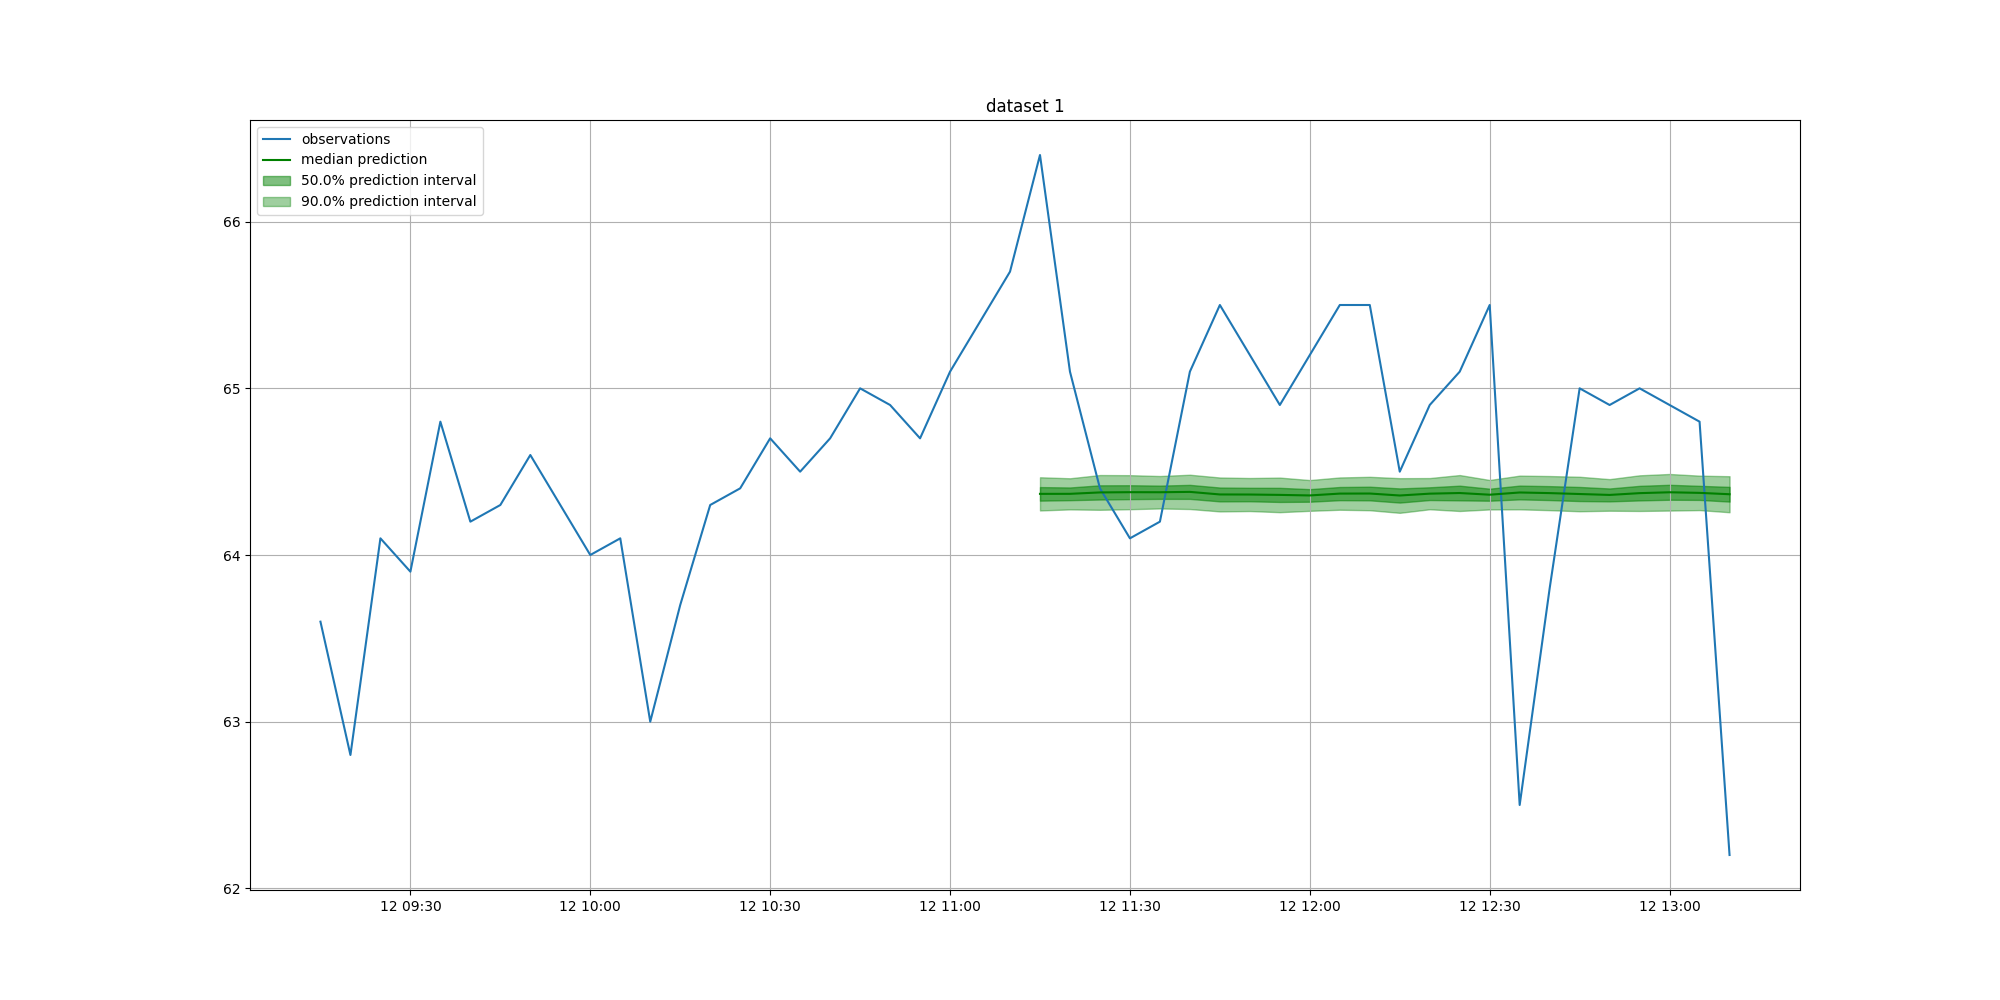 dataset 1
observations
median prediction
50.0% prediction interval
90.0% prediction interval
66
65
64
63
62
12 09:30 12 10:00 12 10:30 12 11:00 12 11:30 12 12:00 12 12:30 12 13:00